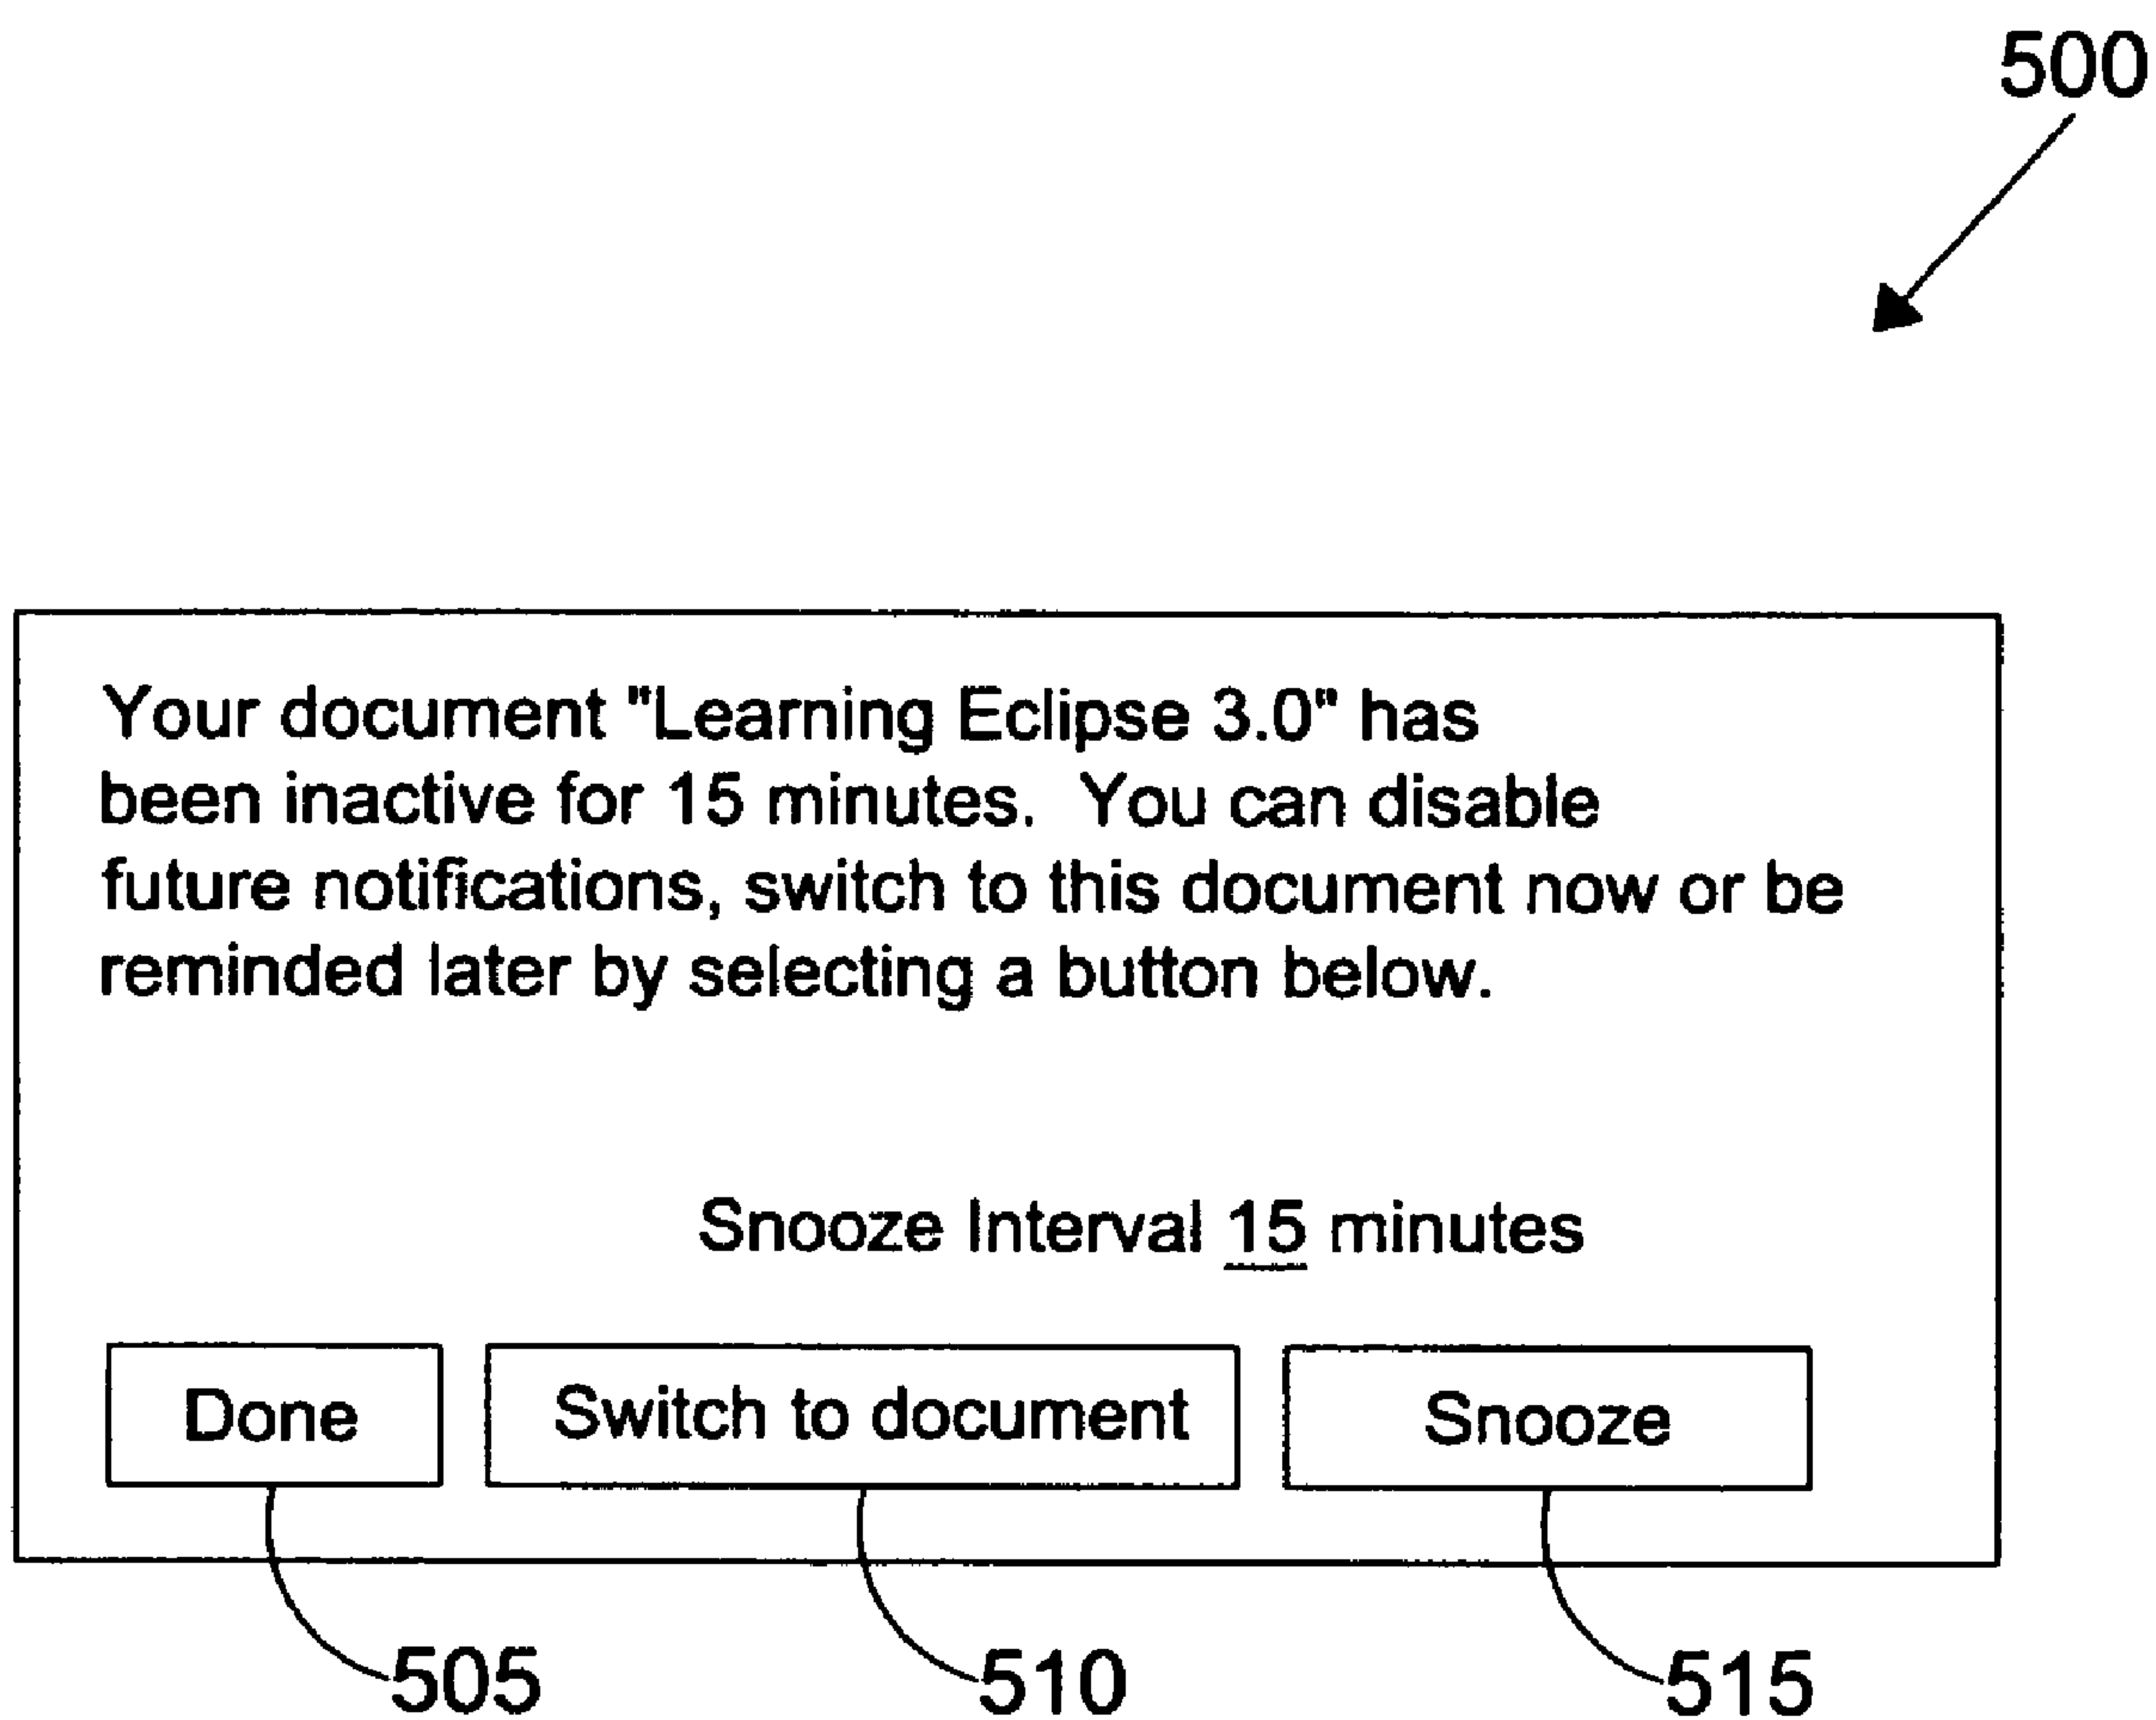 500
Your document "Learning Eclipse 3.0" has
been inactive for 15 minutes.  You can disable
future notifications, switch to this document now or be
reminded later by selecting a button below.
Snooze Interval 15 minutes
Done
Switch to document
Snooze
505
510
515